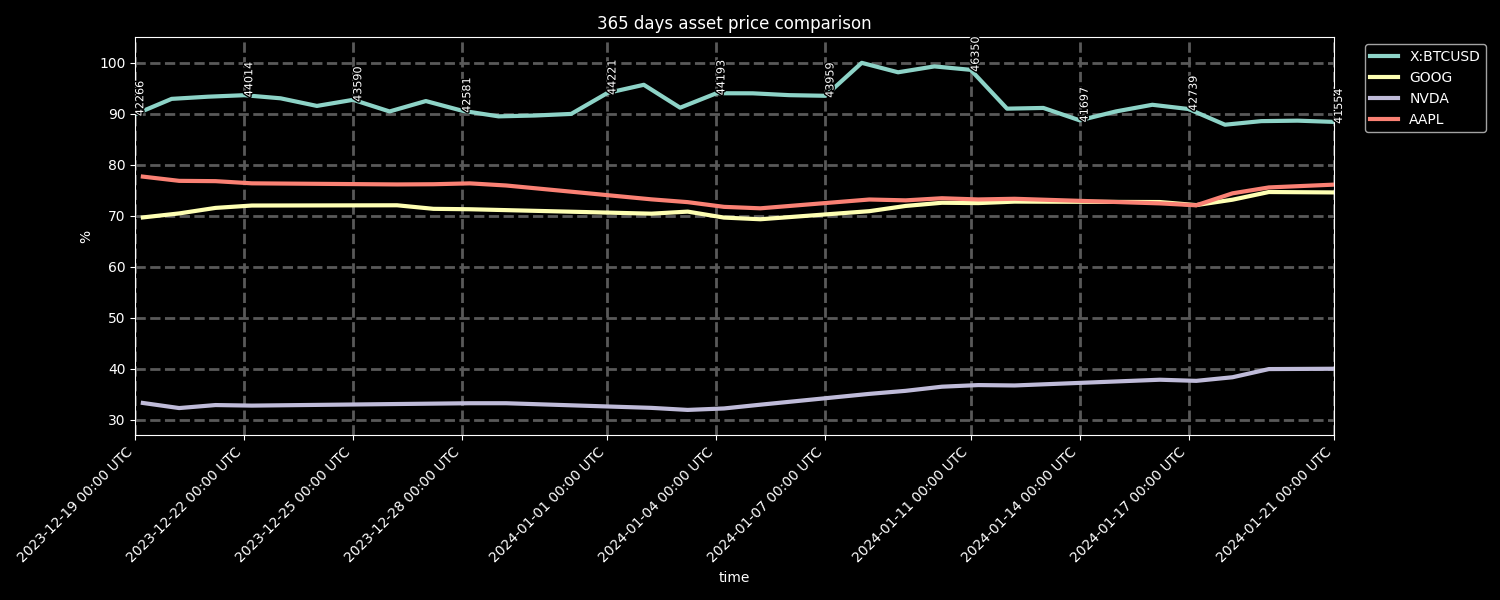 365 days asset price comparison
X:BTCUSD
GOOG
NVDA
AAPL
100
90
80
70
60
50
40
30
%
42266
44014
43590
42581
44221
44193
43959
46350
41697
42739
41554
2023-12-19 00:00 UTC
2023-12-22 00:00 UTC
2023-12-25 00:00 UTC
2023-12-28 00:00 UTC
2024-01-01 00:00 UTC
2024-01-04 00:00 UTC
2024-01-07 00:00 UTC
2024-01-11 00:00 UTC
2024-01-14 00:00 UTC
2024-01-17 00:00 UTC
2024-01-21 00:00 UTC
time